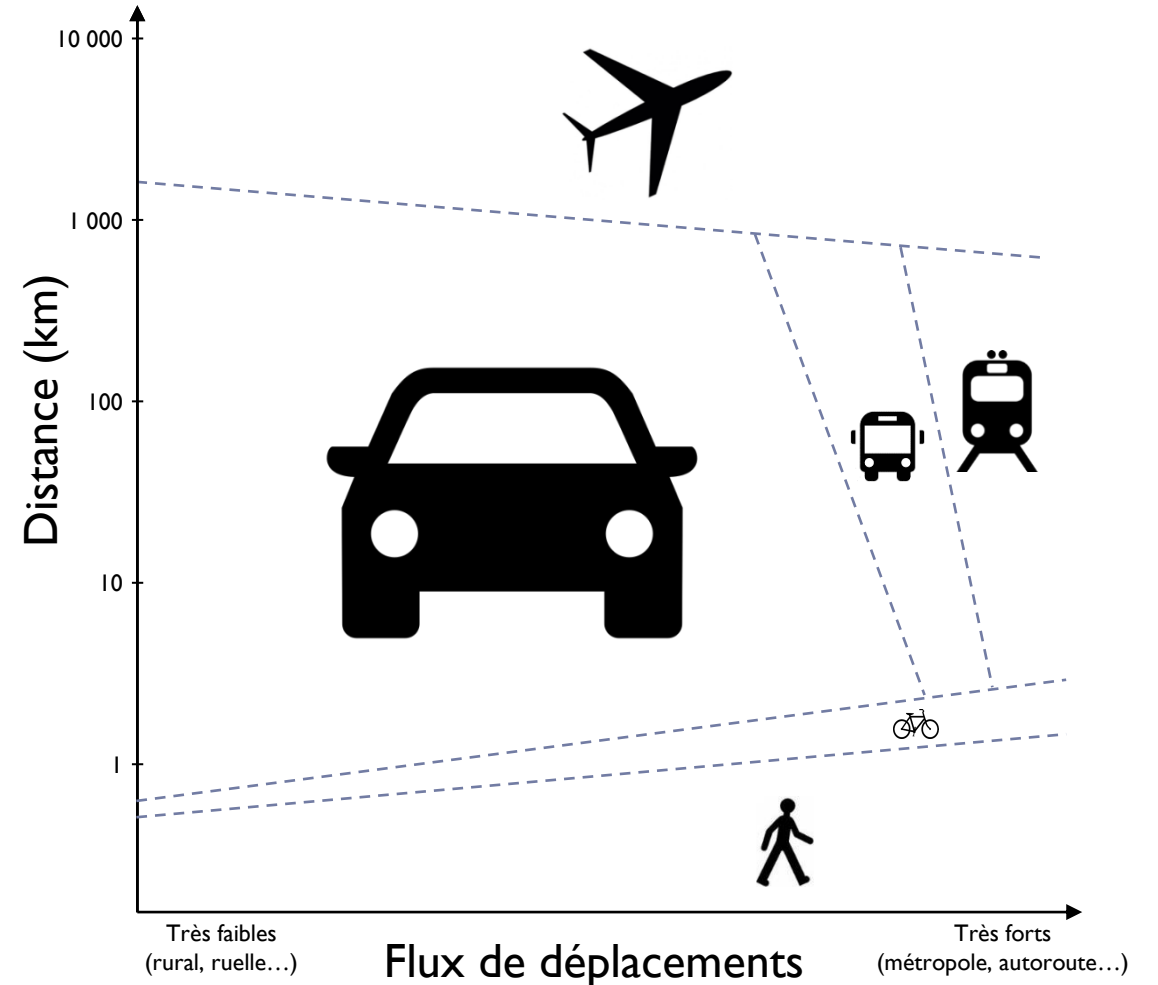 10 000
1 000
100
10
1
Distance (km)
Très faibles
(rural, ruelle…)
Flux de déplacements
Très forts
(métropole, autoroute…)